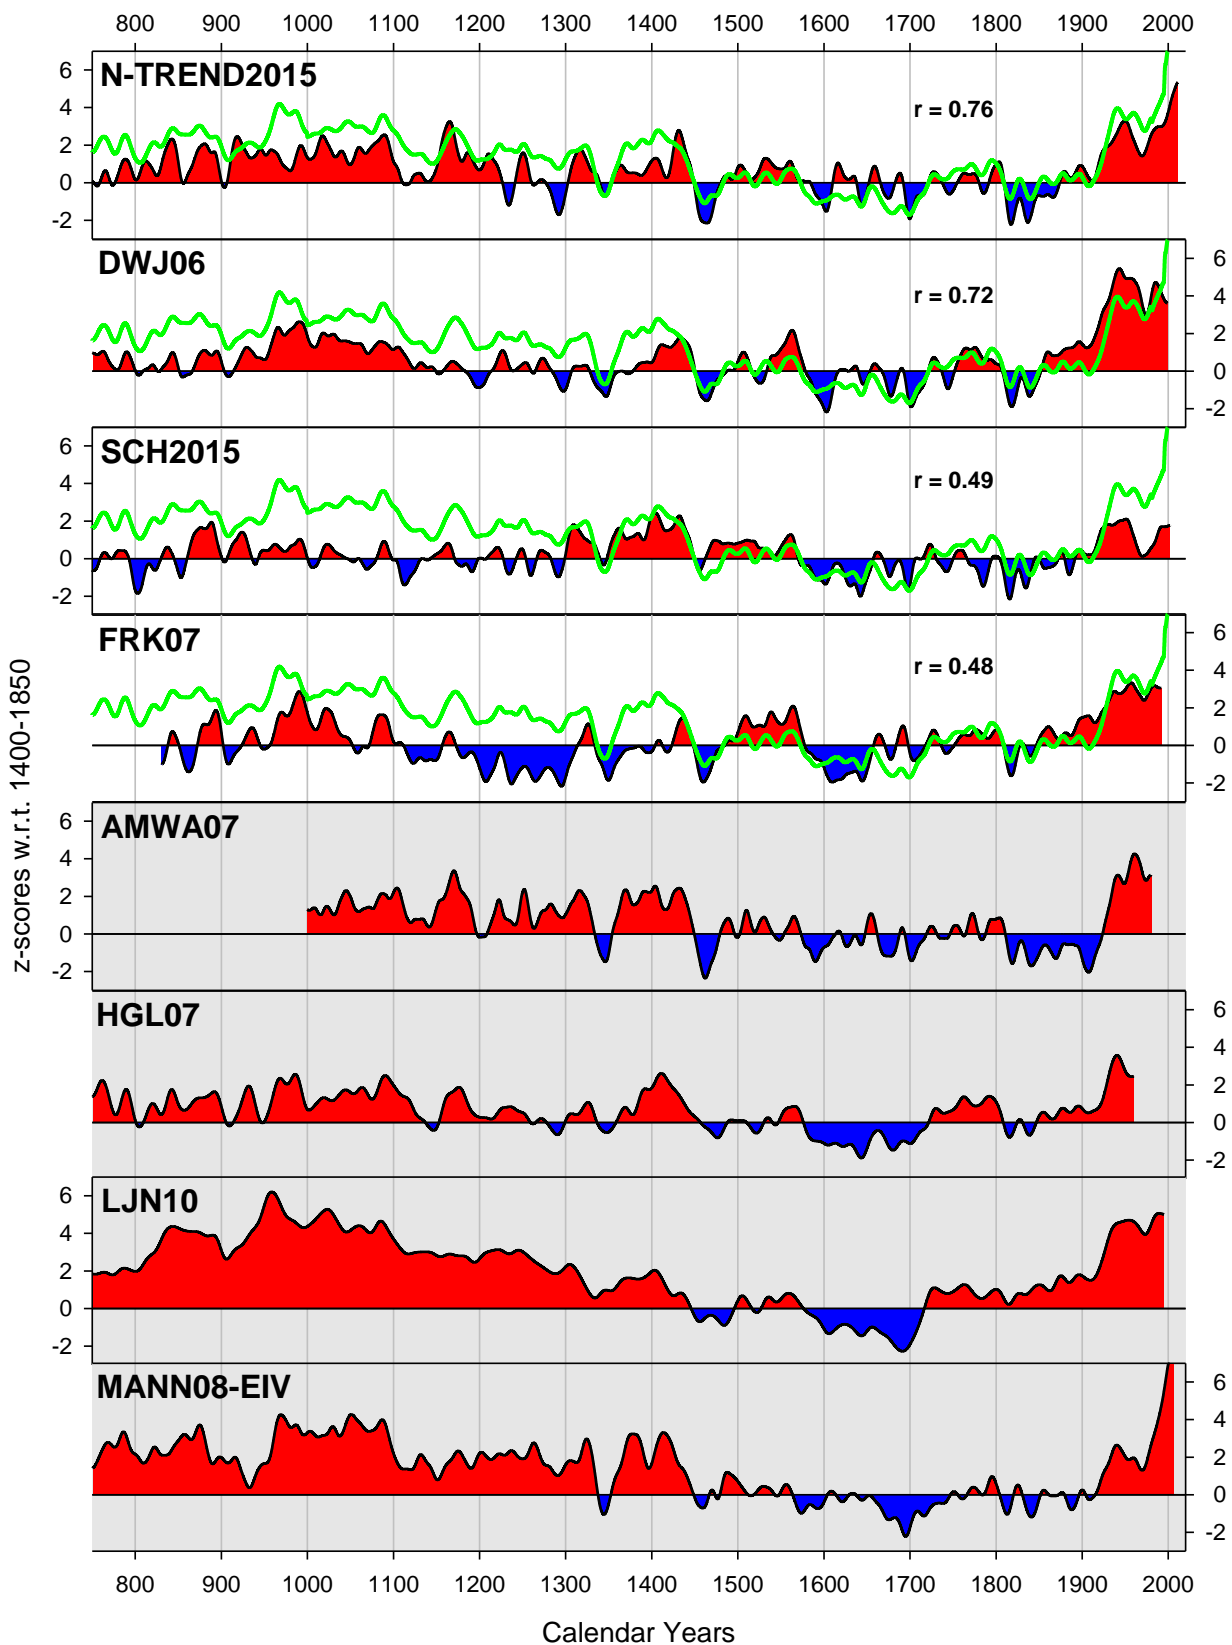 800 900 1000 1100 1200 1300 1400 1500 1600 1700 1800 1900 2000
N-TREND2015
r = 0.76
6
4
2
0
-2
DWJ06
r = 0.72
6
4
2
0
-2
SCH2015
r = 0.49
6
4
2
0
-2
FRK07
r = 0.48
6
4
2
0
-2
z-scores w.r.t. 1400-1850
AMWA07
6
4
2
0
-2
HGL07
6
4
2
0
-2
LJN10
6
4
2
0
-2
MANN08-EIV
6
4
2
0
-2
800 900 1000 1100 1200 1300 1400 1500 1600 1700 1800 1900 2000
Calendar Years